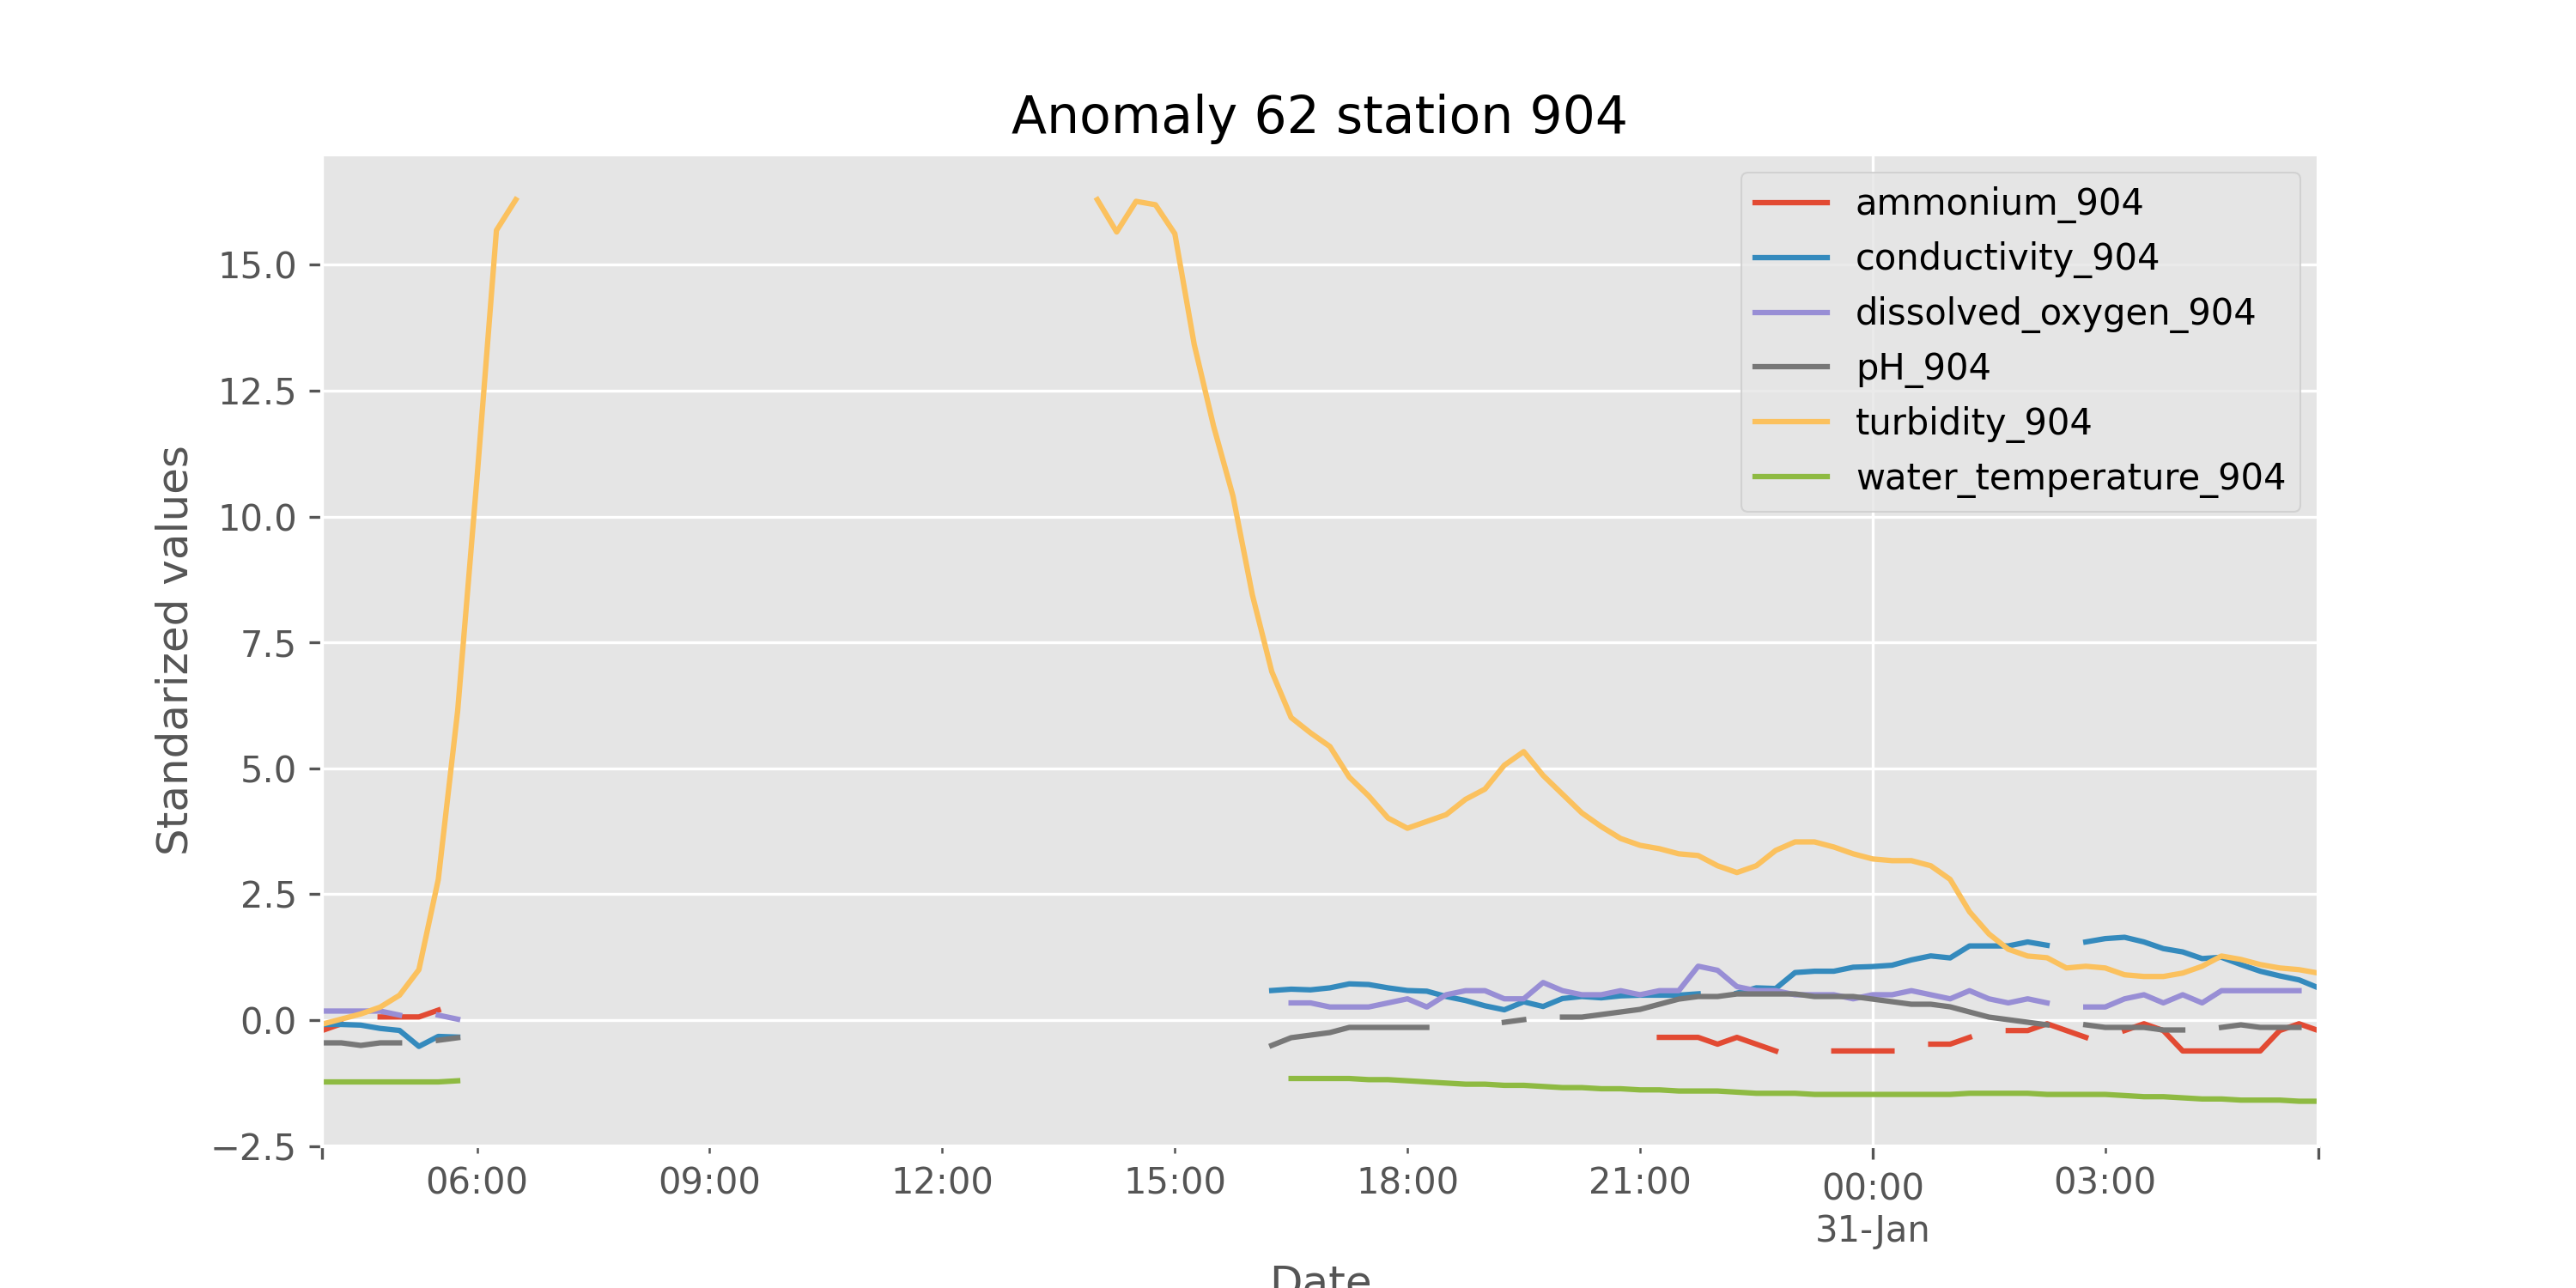 Anomaly 62 station 904
ammonium_904
conductivity_904
dissolved_oxygen_904
pH_904
turbidity_904
water_temperature_904
Standarized values
15.0
12.5
10.0
7.5
5.0
2.5
0.0
−2.5
06:00 09:00 12:00 15:00 18:00 21:00 00:00 03:00
31-Jan
Date